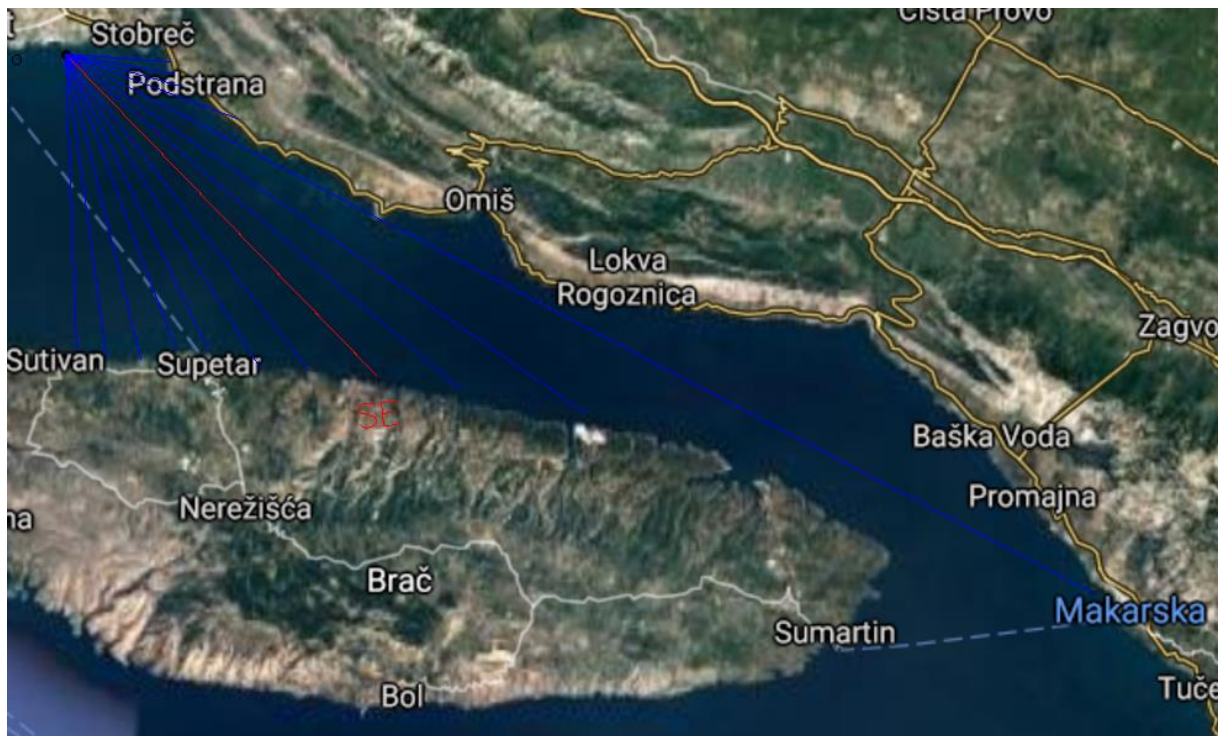 Čista Provo
Stobreč
Podstrana
Omiš
Lokva
Rogoznica
Zagvo
Sutivan
Supetar
SE
Baška Voda
Promajna
Nerežišća
na
Brač
Makarska
Sumartin
Bol
Tuče